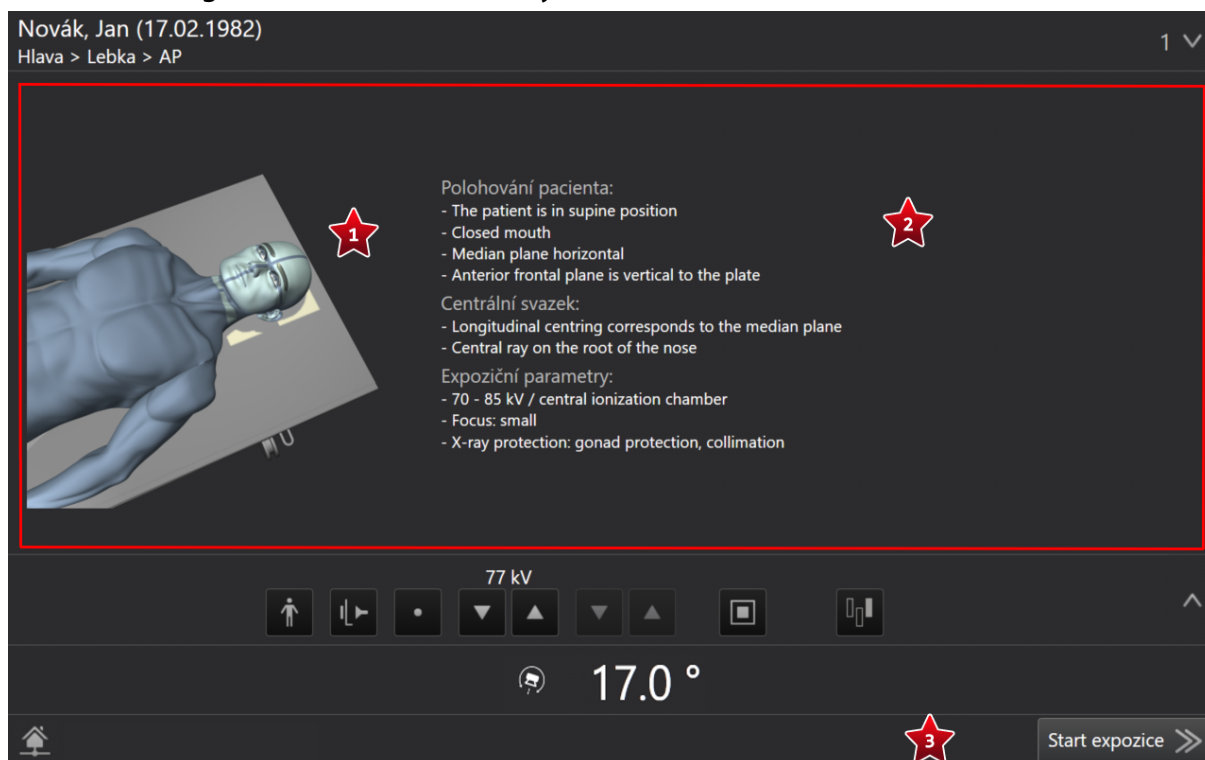 Novák, Jan (17.02.1982)
1
Hlava > Lebka > AP
1
2
Polohování pacienta:
- The patient is in supine position
- Closed mouth
- Median plane horizontal
- Anterior frontal plane is vertical to the plate
Centrální svazek:
- Longitudinal centring corresponds to the median plane
- Central ray on the root of the nose
Expoziční parametry:
- 70 - 85 kV / central ionization chamber
- Focus: small
- X-ray protection: gonad protection, collimation
77 kV
17.0 °
3
Start expozice